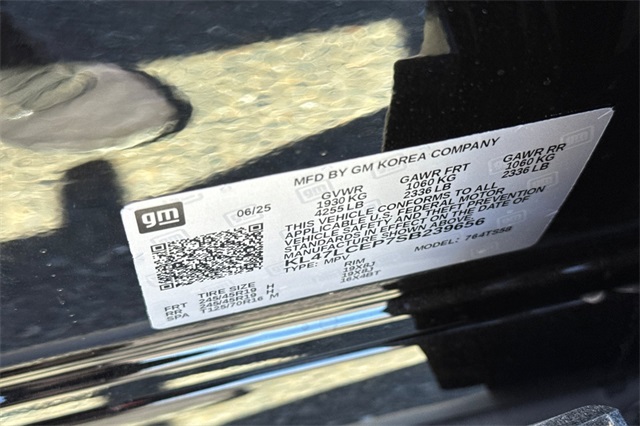 MFD BY GM KOREA COMPANY
gm
06/25
GVWR GAWR FRT GAWR RR
1930 KG 1060 KG 1060 KG
4255 LB 2336 LB 2336 LB
THIS VEHICLE CONFORMS TO ALL
APPLICABLE U.S. FEDERAL MOTOR
VEHICLE SAFETY AND THEFT PREVENTION
STANDARDS IN EFFECT ON THE DATE OF
MANUFACTURE SHOWN ABOVE.
KL47LCEP7SB239656
TYPE: MPV MODEL: 764TS58
TIRE SIZE RIM
FRT 245/45R19 H 19X8J
RR 245/45R19 H 19X8J
SPA T125/70R16 M 16X4BT